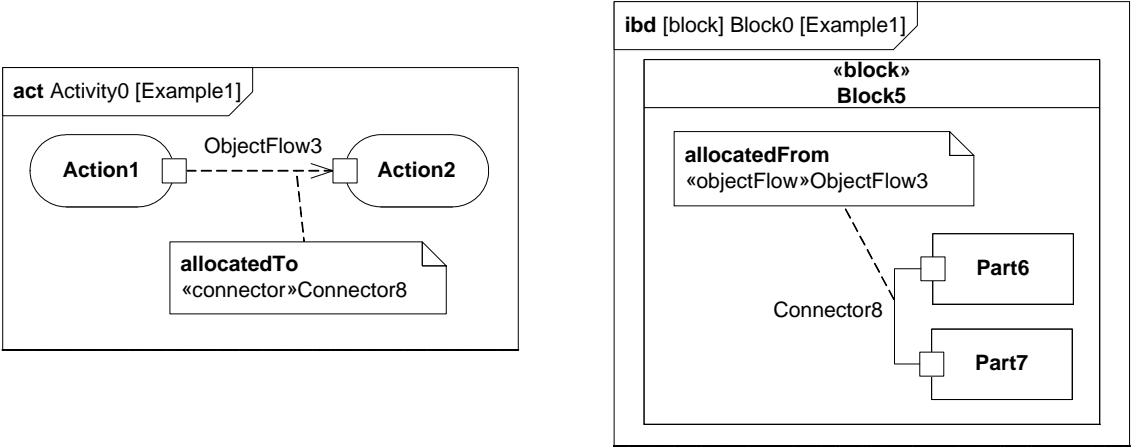 act Activity0 [Example1]
ObjectFlow3
Action1
Action2
allocatedTo
«connector»Connector8
ibd [block] Block0 [Example1]
«block»
Block5
allocatedFrom
«objectFlow»ObjectFlow3
Part6
Connector8
Part7